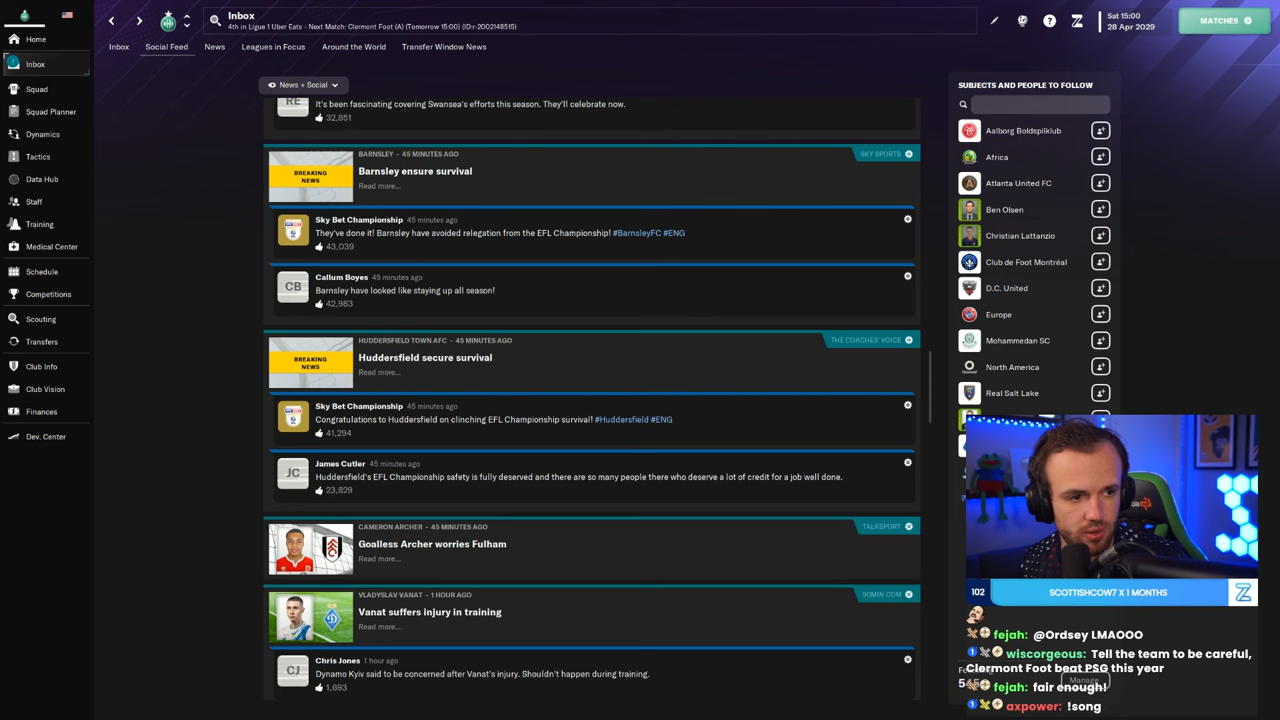 Inbox
4th in Ligue 1 Uber Eats - Next Match: Clermont Foot (A) (Tomorrow 15:00) (ID:r-2002148515)
Sat 15:00
28 Apr 2029
MATCHES
Home
Inbox
Squad
Squad Planner
Dynamics
Tactics
Data Hub
Staff
Training
Medical Center
Schedule
Competitions
Scouting
Transfers
Club Info
Club Vision
Finances
Dev. Center
Inbox
Social Feed
News
Leagues in Focus
Around the World
Transfer Window News
News + Social
RE
It's been fascinating covering Swansea's efforts this season. They'll celebrate now.
32,851
BARNSLEY - 45 MINUTES AGO
SKY SPORTS
BREAKING
NEWS
Barnsley ensure survival
Read more...
Sky Bet Championship 45 minutes ago
They've done it! Barnsley have avoided relegation from the EFL Championship! #BarnsleyFC #ENG
43,039
CB
Callum Boyes 45 minutes ago
Barnsley have looked like staying up all season!
42,983
HUDDERSFIELD TOWN AFC - 45 MINUTES AGO
THE COACHES' VOICE
BREAKING
NEWS
Huddersfield secure survival
Read more...
Sky Bet Championship 45 minutes ago
Congratulations to Huddersfield on clinching EFL Championship survival! #Huddersfield #ENG
41,294
JC
James Cutler 45 minutes ago
Huddersfield's EFL Championship safety is fully deserved and there are so many people there who deserve a lot of credit for a job well done.
23,829
CAMERON ARCHER - 45 MINUTES AGO
TALKSPORT
Goalless Archer worries Fulham
Read more...
VLADYSLAV VANAT - 1 HOUR AGO
90MIN.COM
Vanat suffers injury in training
Read more...
CJ
Chris Jones 1 hour ago
Dynamo Kyiv said to be concerned after Vanat's injury. Shouldn't happen during training.
1,693
SUBJECTS AND PEOPLE TO FOLLOW
Aalborg Boldspilklub
Africa
Atlanta United FC
Ben Olsen
Christian Lattanzio
Club de Foot Montréal
D.C. United
Europe
Mohammedan SC
North America
Real Salt Lake
102
SCOTTISHCOW7 X 1 MONTHS
fejah: @Ordsey LMAOOO
wiscorgeous: Tell the team to be careful,
Clermont Foot beat PSG this year
Manage
fejah: fair enough!
axpower: !song